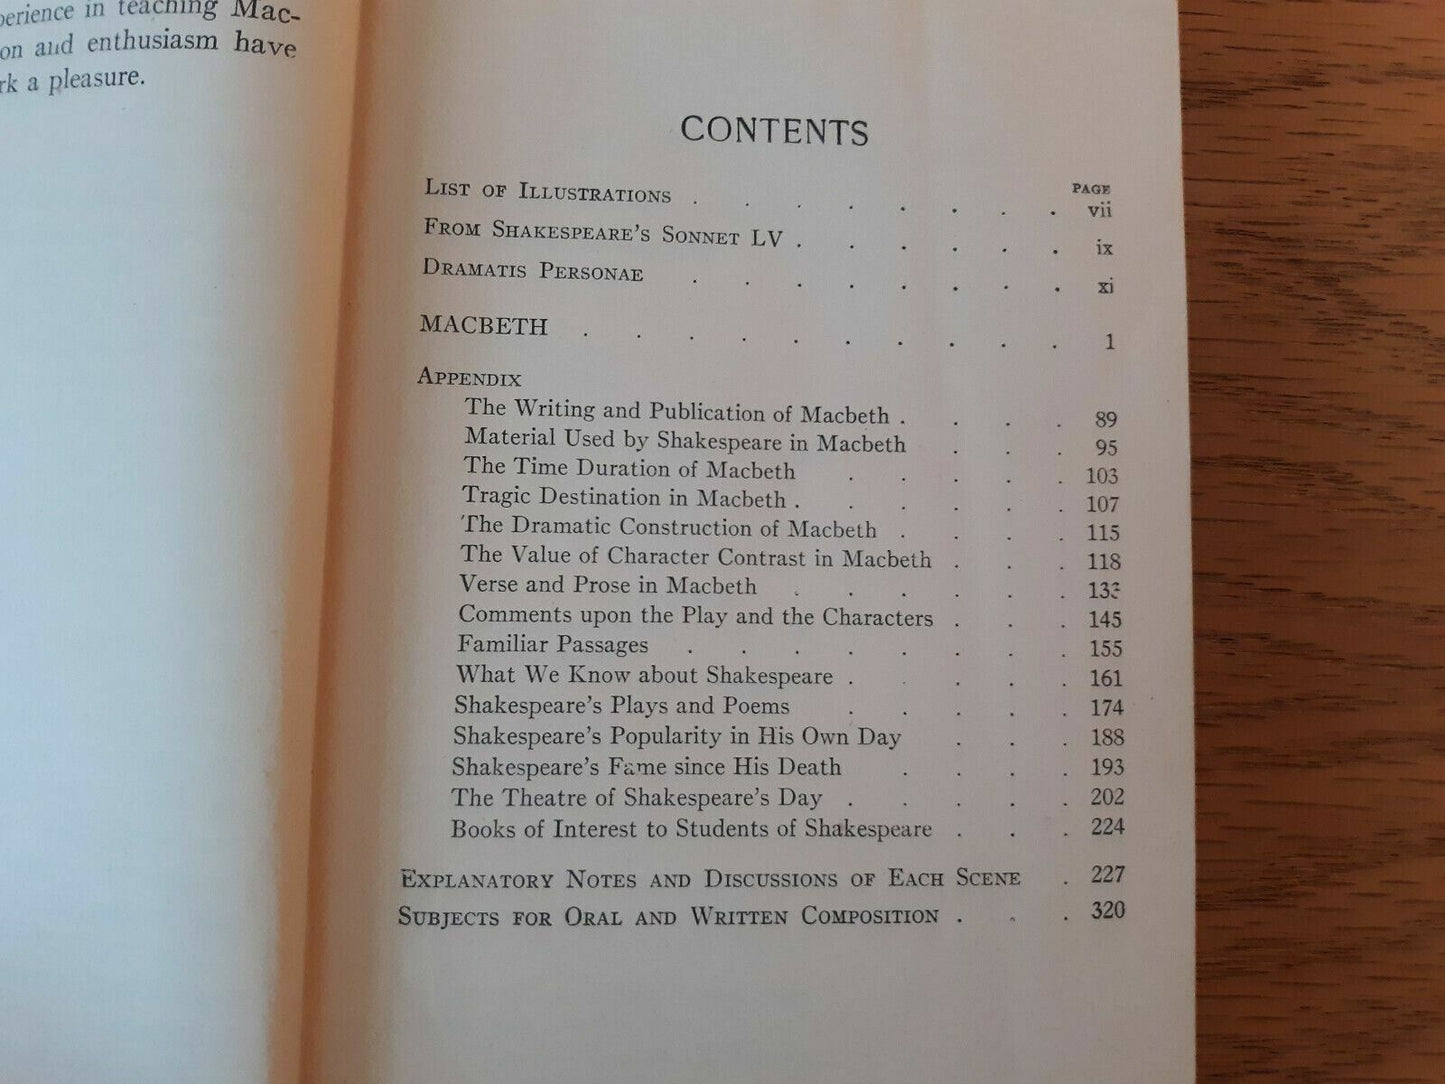 perience in teaching Mac-
on and enthusiasm have
rk a pleasure.
CONTENTS
PAGE
List of Illustrations . . . . . . . . vii
From Shakespeare's Sonnet LV . . . . . . ix
Dramatis Personae . . . . . . . . xi
MACBETH . . . . . . . . . . 1
Appendix
The Writing and Publication of Macbeth . . . . 89
Material Used by Shakespeare in Macbeth . . . 95
The Time Duration of Macbeth . . . . . 103
Tragic Destination in Macbeth . . . . . . 107
The Dramatic Construction of Macbeth . . . . 115
The Value of Character Contrast in Macbeth . . . 118
Verse and Prose in Macbeth . . . . . . 133
Comments upon the Play and the Characters . . . 145
Familiar Passages . . . . . . . . 155
What We Know about Shakespeare . . . . . 161
Shakespeare's Plays and Poems . . . . . 174
Shakespeare's Popularity in His Own Day . . . 188
Shakespeare's Fame since His Death . . . . 193
The Theatre of Shakespeare's Day . . . . . 202
Books of Interest to Students of Shakespeare . . . 224
Explanatory Notes and Discussions of Each Scene . 227
Subjects for Oral and Written Composition . . . 320